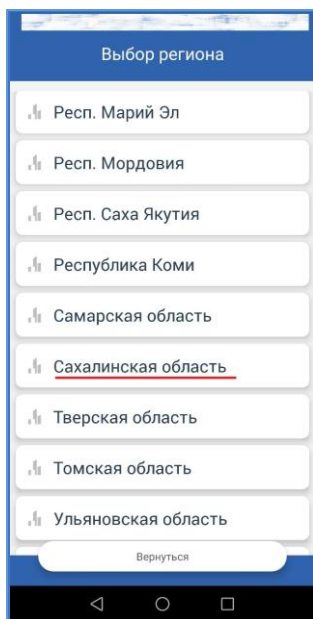 Выбор региона
Респ. Марий Эл
Респ. Мордовия
Респ. Саха Якутия
Республика Коми
Самарская область
Сахалинская область
Тверская область
Томская область
Ульяновская область
Вернуться